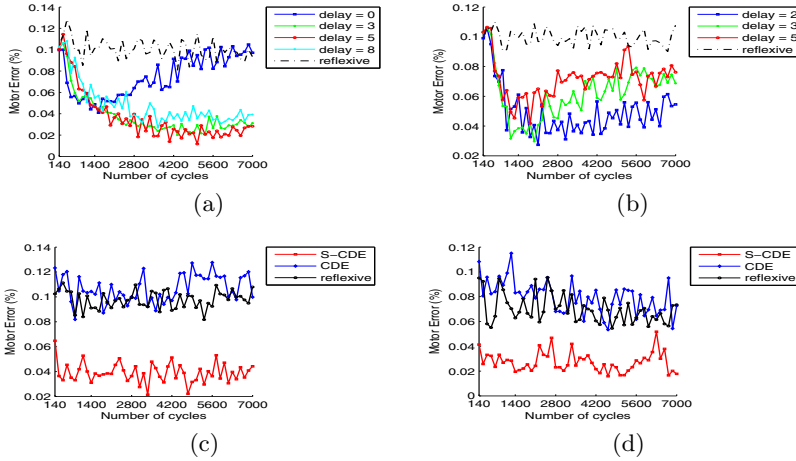 0.14
0.12
0.1
0.08
0.06
0.04
0.02
0
Motor Error (%)
140 1400 2800 4200 5600 7000
Number of cycles
delay = 0
delay = 3
delay = 5
delay = 8
reflexive
(a)
0.12
0.1
0.08
0.06
0.04
0.02
Motor Error (%)
140 1400 2800 4200 5600 7000
Number of cycles
delay = 2
delay = 3
delay = 5
reflexive
(b)
0.14
0.12
0.1
0.08
0.06
0.04
0.02
Motor Error (%)
140 1400 2800 4200 5600 7000
Number of cycles
S-CDE
CDE
reflexive
(c)
0.12
0.1
0.08
0.06
0.04
0.02
0
Motor Error (%)
140 1400 2800 4200 5600 7000
Number of cycles
S-CDE
CDE
reflexive
(d)